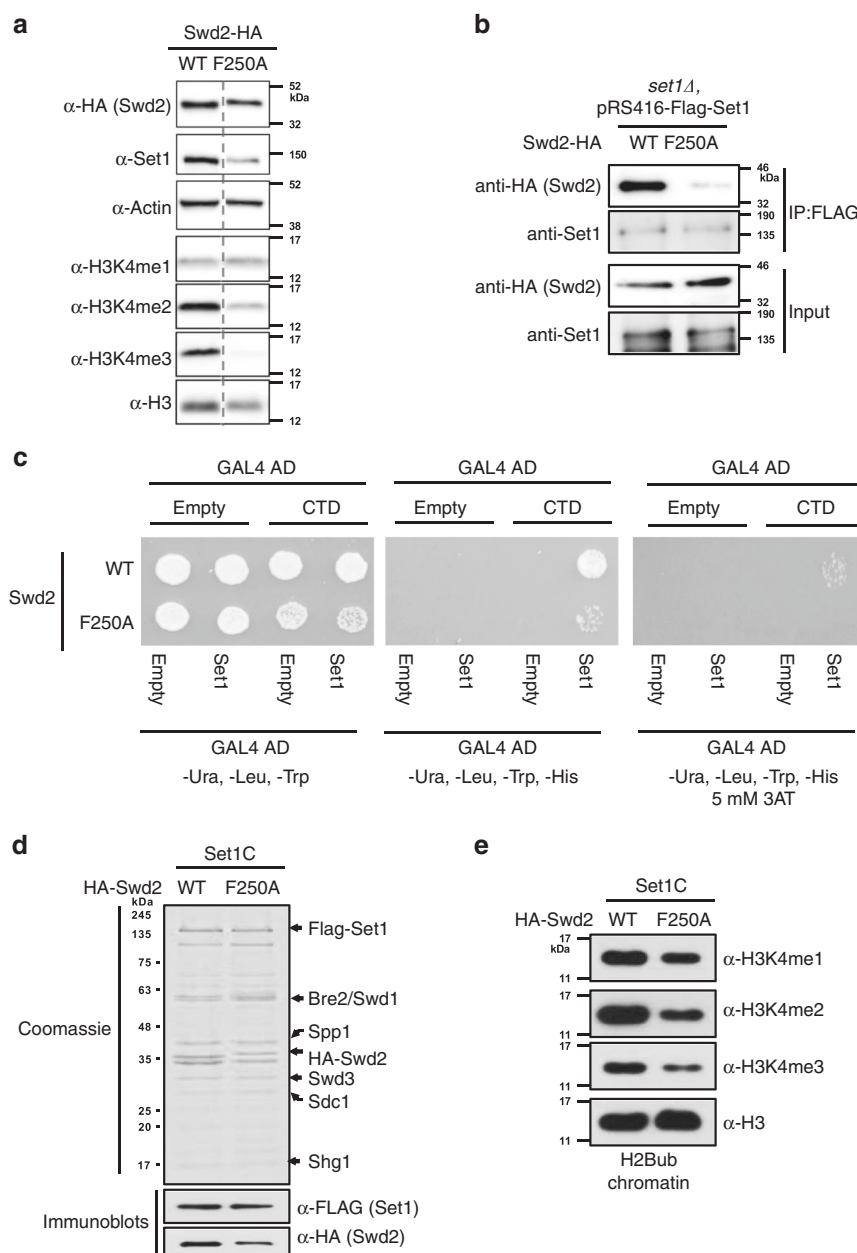 a
Swd2-HA
WT F250A
α-HA (Swd2)
52
kDa
32
α-Set1
150
α-Actin
52
38
α-H3K4me1
17
12
α-H3K4me2
17
12
α-H3K4me3
17
12
α-H3
17
12
b
set1Δ,
pRS416-Flag-Set1
Swd2-HA WT F250A
anti-HA (Swd2)
46
kDa
32
anti-Set1
190
135
IP:FLAG
anti-HA (Swd2)
46
32
anti-Set1
190
135
Input
c
GAL4 AD GAL4 AD GAL4 AD
Empty CTD Empty CTD Empty CTD
Swd2
WT
F250A
Empty Set1 Empty Set1 Empty Set1 Empty Set1 Empty Set1 Empty Set1
GAL4 AD GAL4 AD GAL4 AD
-Ura, -Leu, -Trp -Ura, -Leu, -Trp, -His -Ura, -Leu, -Trp, -His
5 mM 3AT
d
Set1C
HA-Swd2 WT F250A
kDa
245
135
75
63
48
35
25
20
17
Coomassie
Flag-Set1
Bre2/Swd1
Spp1
HA-Swd2
Swd3
Sdc1
Shg1
Immunoblots
α-FLAG (Set1)
α-HA (Swd2)
e
Set1C
HA-Swd2 WT F250A
17
kDa
11
α-H3K4me1
17
11
α-H3K4me2
17
11
α-H3K4me3
17
11
α-H3
H2Bub
chromatin